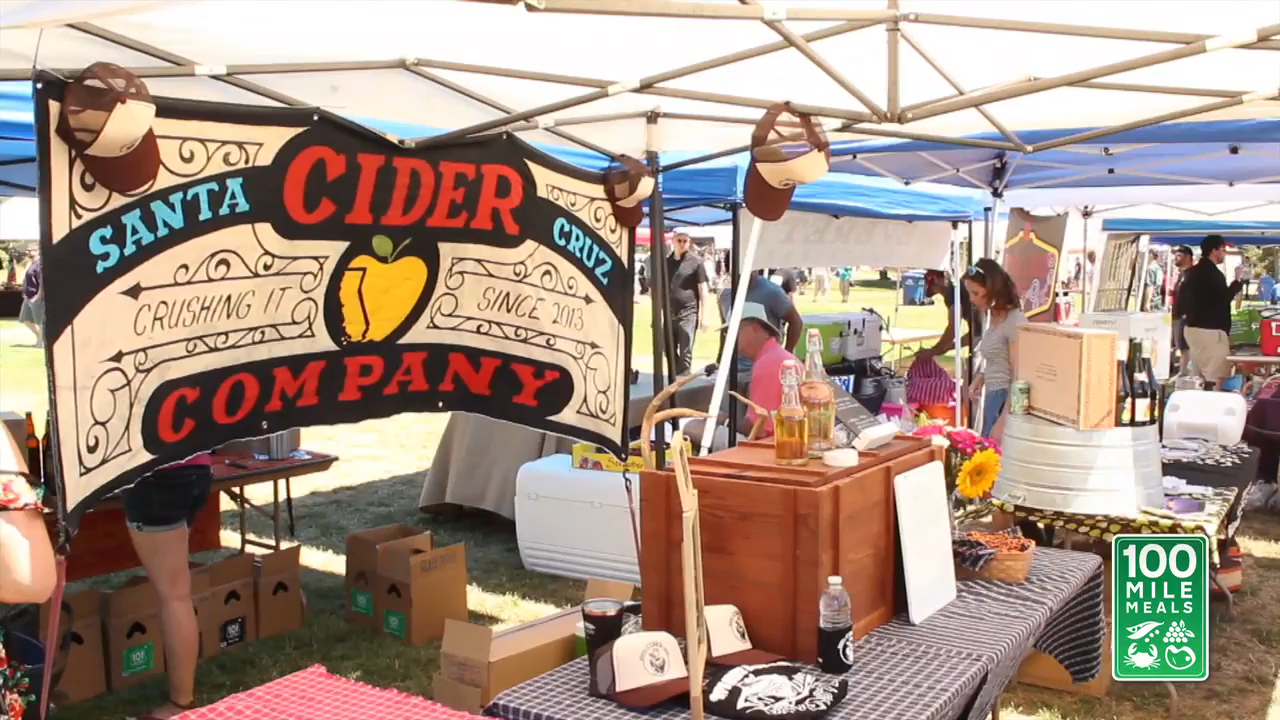 CIDER
SANTA CRUZ
CRUSHING IT SINCE 2013
COMPANY
100
MILE
MEALS